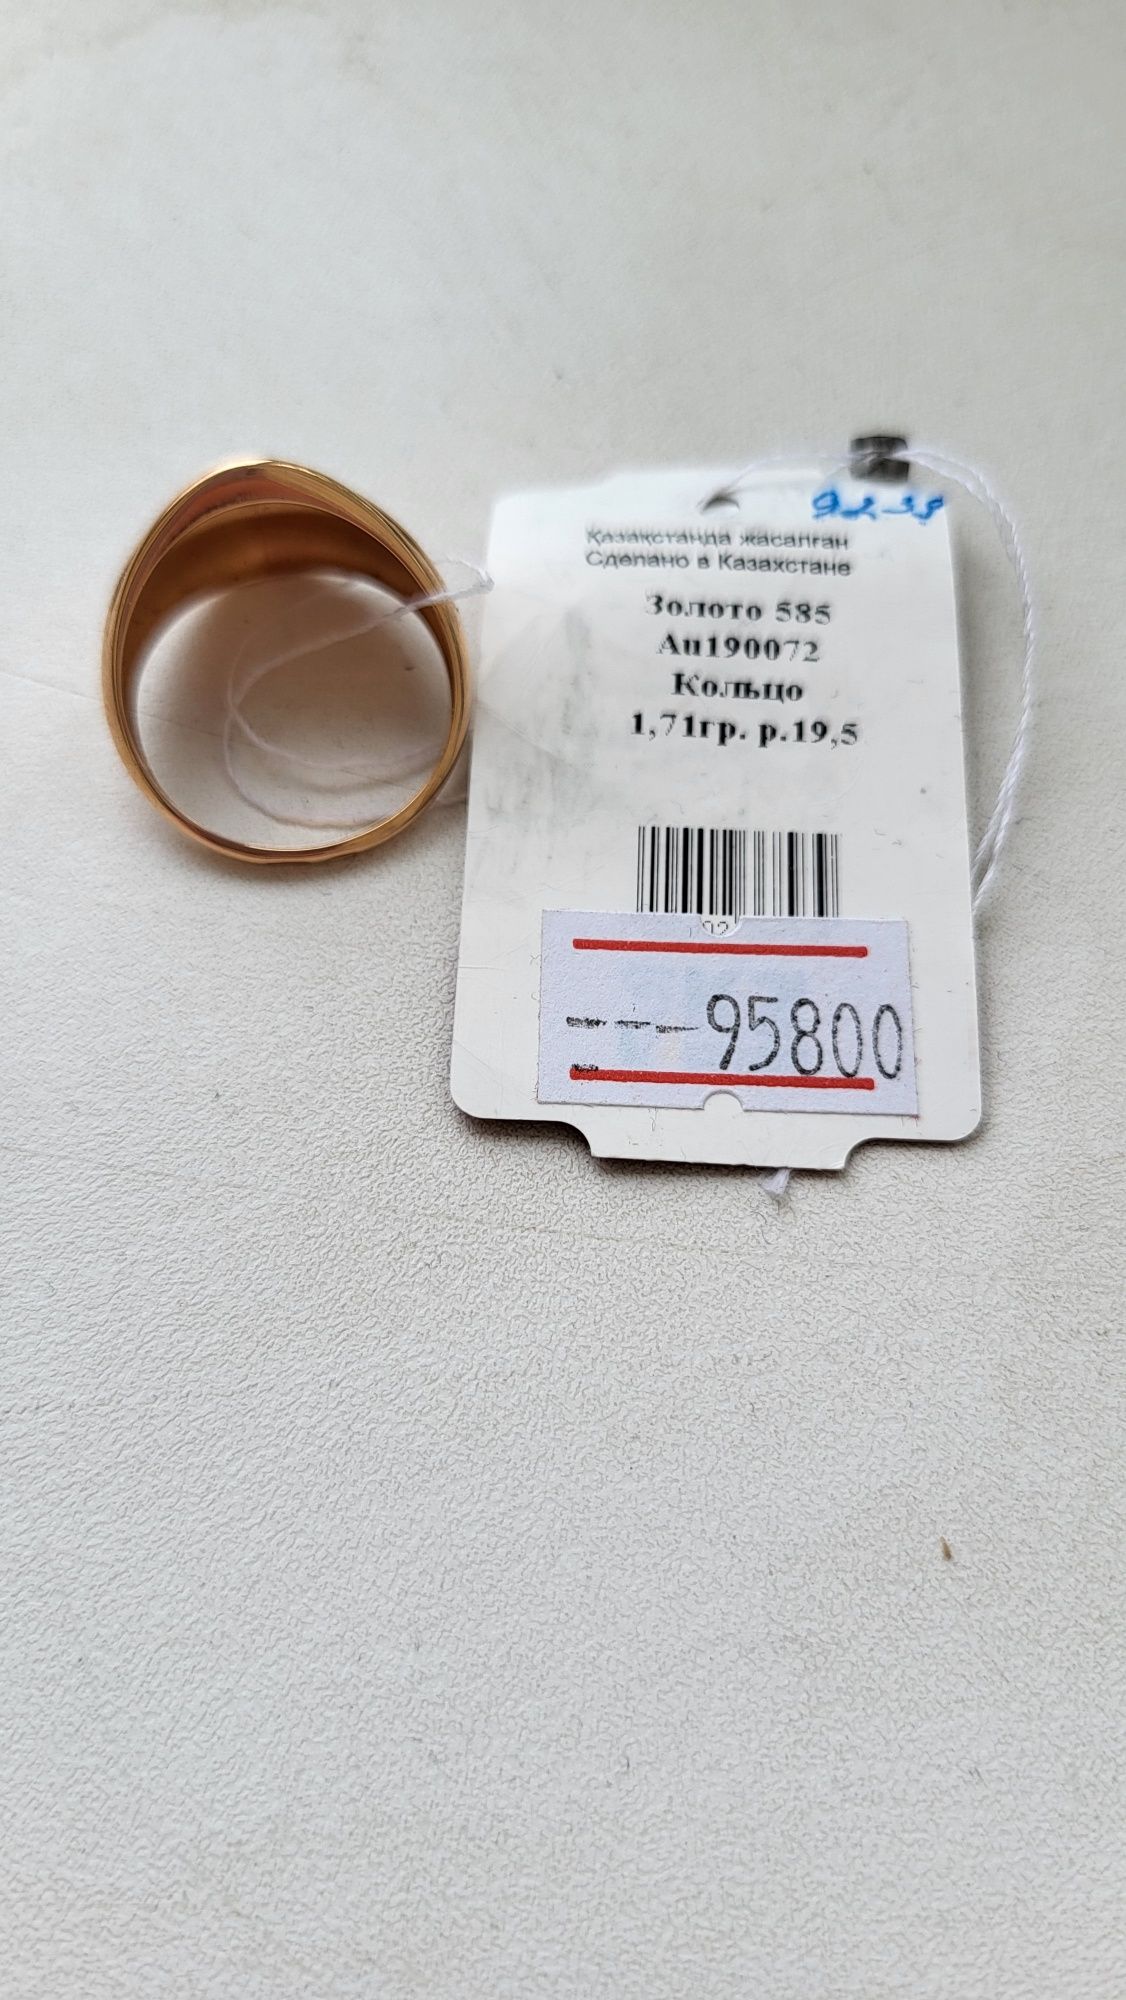 Қазақстанда жасалған
Сделано в Казахстане
Золото 585
Au190072
Кольцо
1,71гр. р.19,5
95800